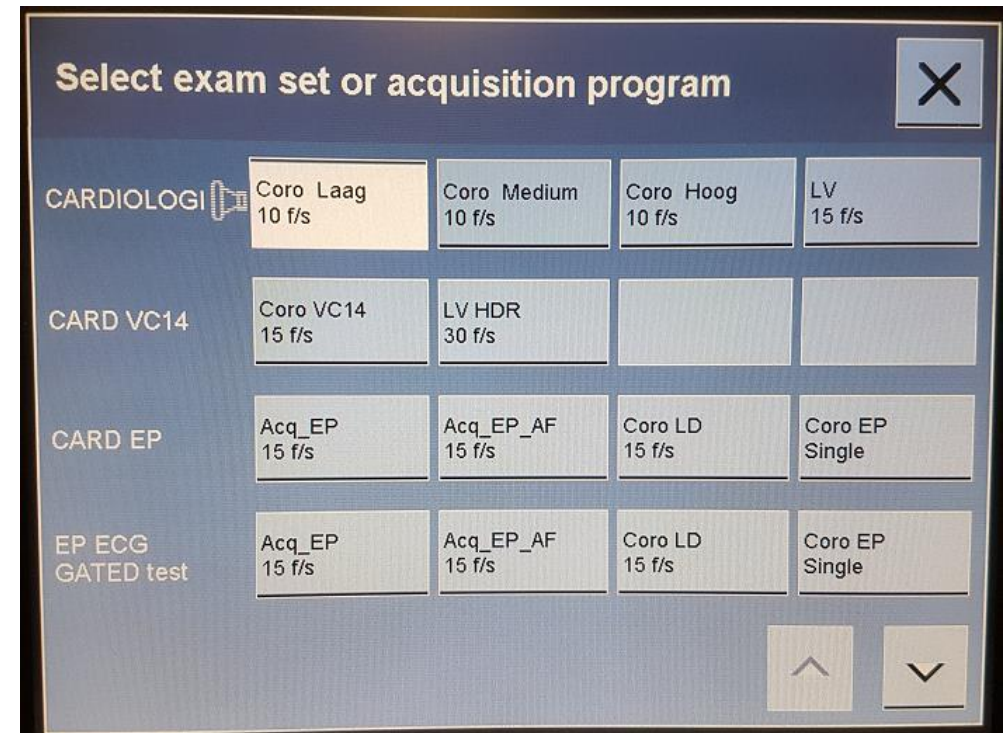 Select exam set or acquisition program
CARDIOLOGI
Coro Laag
10 f/s
Coro Medium
10 f/s
Coro Hoog
10 f/s
LV
15 f/s
CARD VC14
Coro VC14
15 f/s
LV HDR
30 f/s
CARD EP
Acq_EP
15 f/s
Acq_EP_AF
15 f/s
Coro LD
15 f/s
Coro EP
Single
EP ECG
GATED test
Acq_EP
15 f/s
Acq_EP_AF
15 f/s
Coro LD
15 f/s
Coro EP
Single